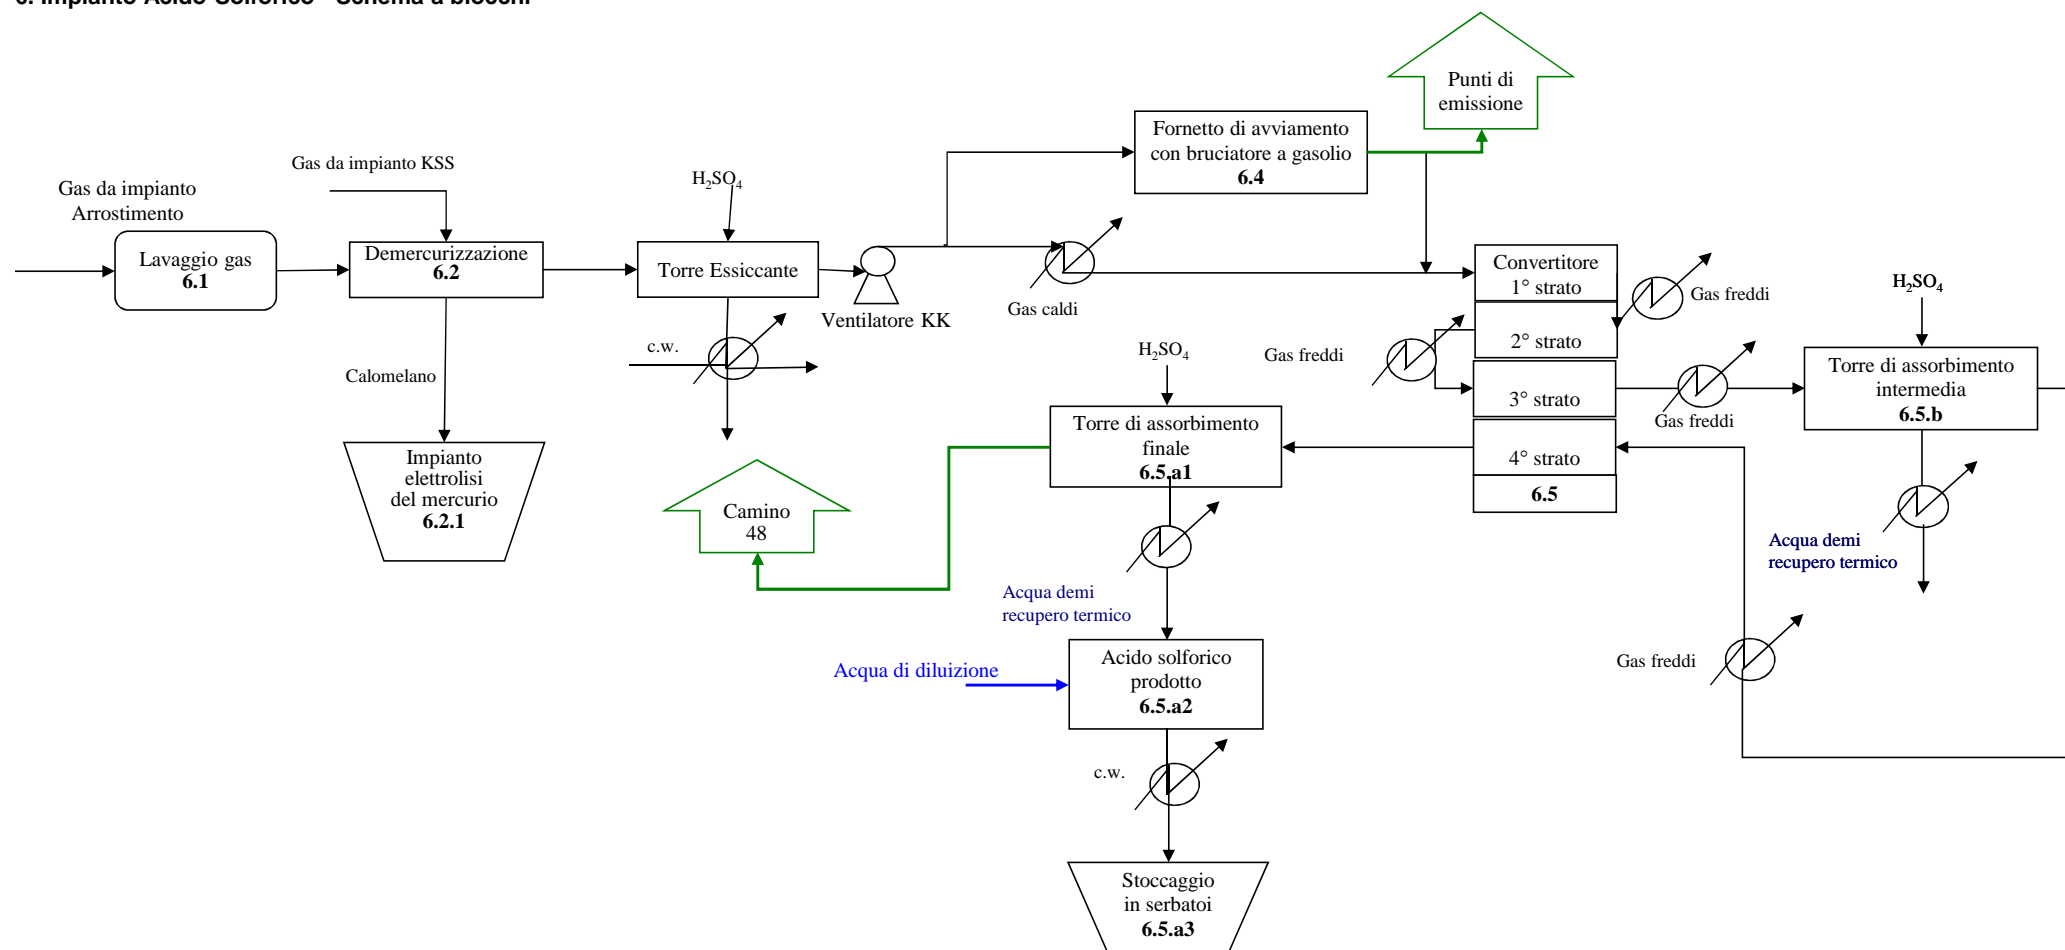 Punti di
emissione
Fornetto di avviamento
con bruciatore a gasolio
6.4
Gas da impianto KSS
H₂SO₄
Gas da impianto
Arrostimento
Lavaggio gas
6.1
Demercurizzazione
6.2
Torre Essiccante
Ventilatore KK
Gas caldi
Convertitore
1° strato
Gas freddi
2° strato
Gas freddi
3° strato
Gas freddi
4° strato
6.5
H₂SO₄
Torre di assorbimento
intermedia
6.5.b
Acqua demi
recupero termico
c.w.
Calomelano
Impianto
elettrolisi
del mercurio
6.2.1
H₂SO₄
Torre di assorbimento
finale
6.5.a1
Camino
48
Acqua demi
recupero termico
Acqua di diluizione
Acido solforico
prodotto
6.5.a2
Gas freddi
c.w.
Stoccaggio
in serbatoi
6.5.a3